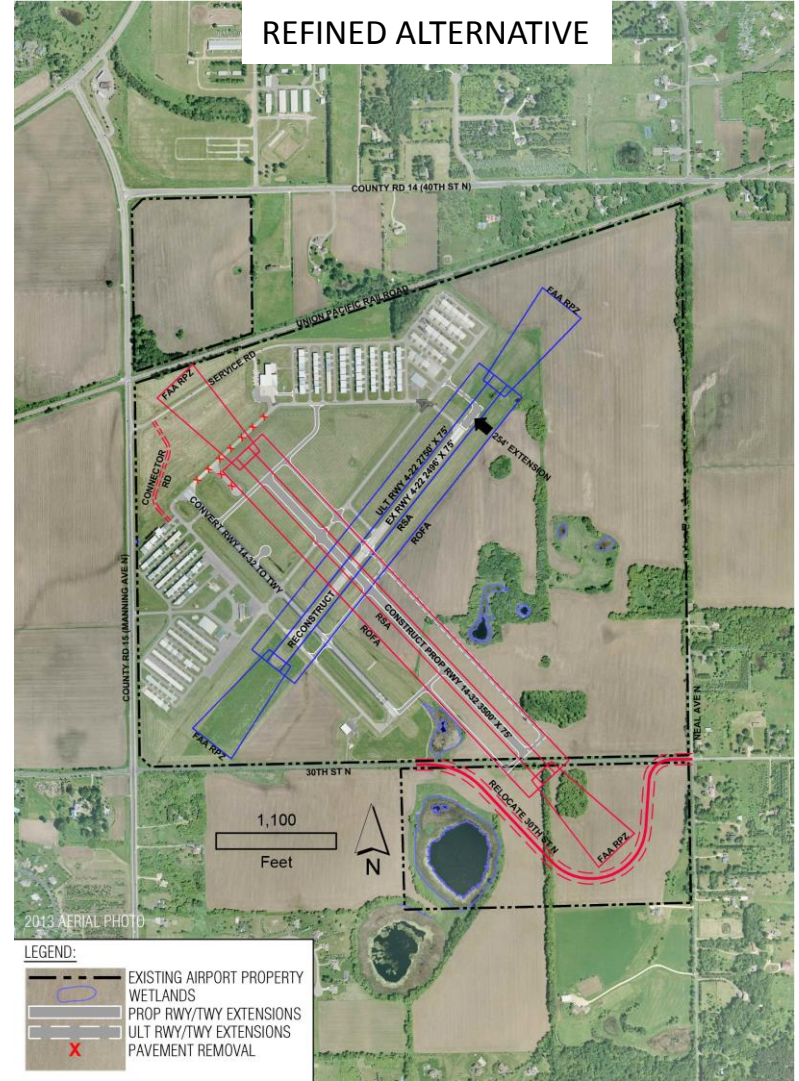 REFINED ALTERNATIVE
COUNTY RD 14 (40TH ST N)
UNION PACIFIC RAILROAD
FAA RPZ
FAA RPZ
SERVICE RD
CONNECTOR
RD
254' EXTENSION
ULT RWY 4-22 2750' X 75'
EX RWY 4-22 2496' X 75'
RSA
ROFA
CONVERT RWY 14-32 TO TWY
RECONSTRUCT
CONSTRUCT PROP RWY 14-32 3500' X 75'
RSA
ROFA
COUNTY RD 15 (MANNING AVE N)
NEAL AVE N
FAA RPZ
30TH ST N
RELOCATE 30TH ST N
FAA RPZ
1,100
Feet
N
2013 AERIAL PHOTO
LEGEND:
EXISTING AIRPORT PROPERTY
WETLANDS
PROP RWY/TWY EXTENSIONS
ULT RWY/TWY EXTENSIONS
X PAVEMENT REMOVAL